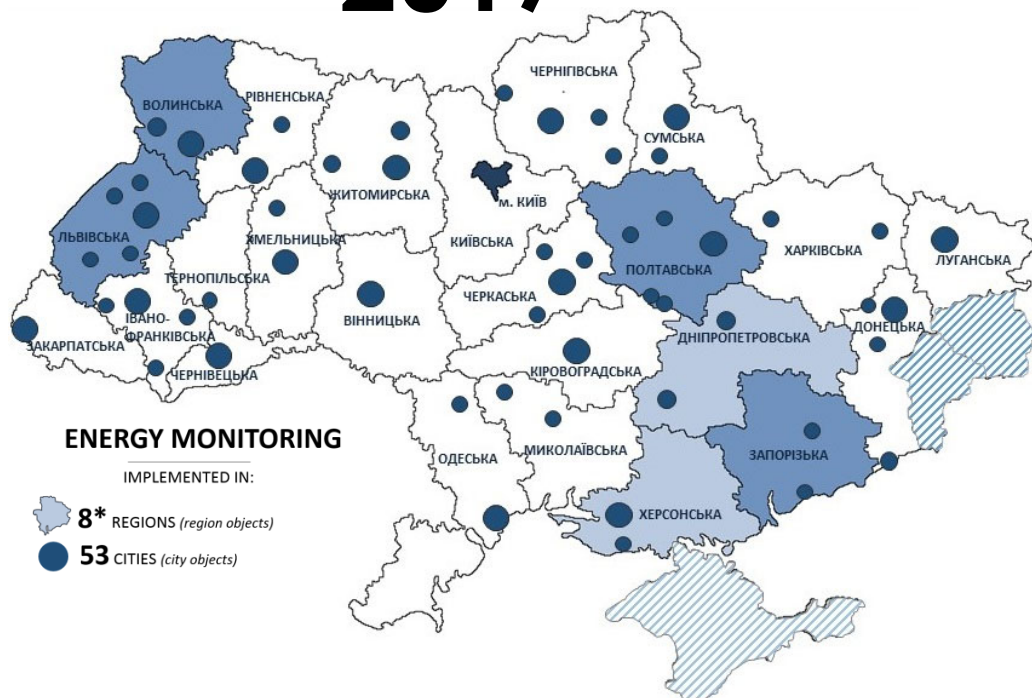 ВОЛИНСЬКА
РІВНЕНСЬКА
ЖИТОМИРСЬКА
м. КИЇВ
КИЇВСЬКА
ЧЕРНІГІВСЬКА
СУМСЬКА
ЛЬВІВСЬКА
ТЕРНОПІЛЬСЬКА
ХМЕЛЬНИЦЬКА
ВІННИЦЬКА
ЧЕРКАСЬКА
ПОЛТАВСЬКА
ХАРКІВСЬКА
ЛУГАНСЬКА
ЗАКАРПАТСЬКА
ІВАНО-
ФРАНКІВСЬКА
ЧЕРНІВЕЦЬКА
КІРОВОГРАДСЬКА
ДНІПРОПЕТРОВСЬКА
ДОНЕЦЬКА
ОДЕСЬКА
МИКОЛАЇВСЬКА
ЗАПОРІЗЬКА
ХЕРСОНСЬКА
ENERGY MONITORING
IMPLEMENTED IN:
8* REGIONS (region objects)
53 CITIES (city objects)